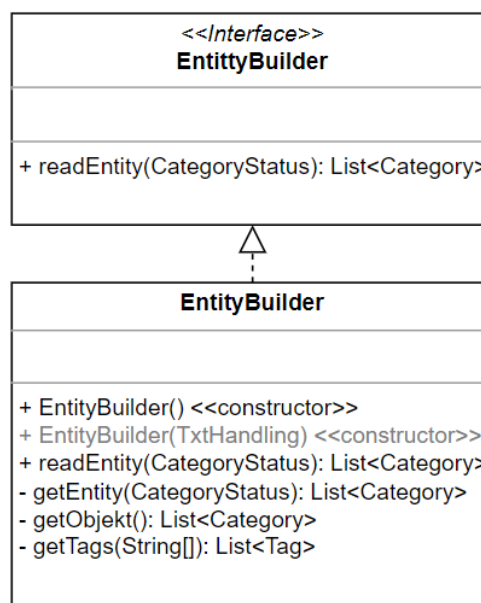 <<Interface>>
EntittyBuilder
+ readEntity(CategoryStatus): List<Category>
EntityBuilder
+ EntityBuilder() <<constructor>>
+ EntityBuilder(TxtHandling) <<constructor>>
+ readEntity(CategoryStatus): List<Category>
- getEntity(CategoryStatus): List<Category>
- getObjekt(): List<Category>
- getTags(String[]): List<Tag>